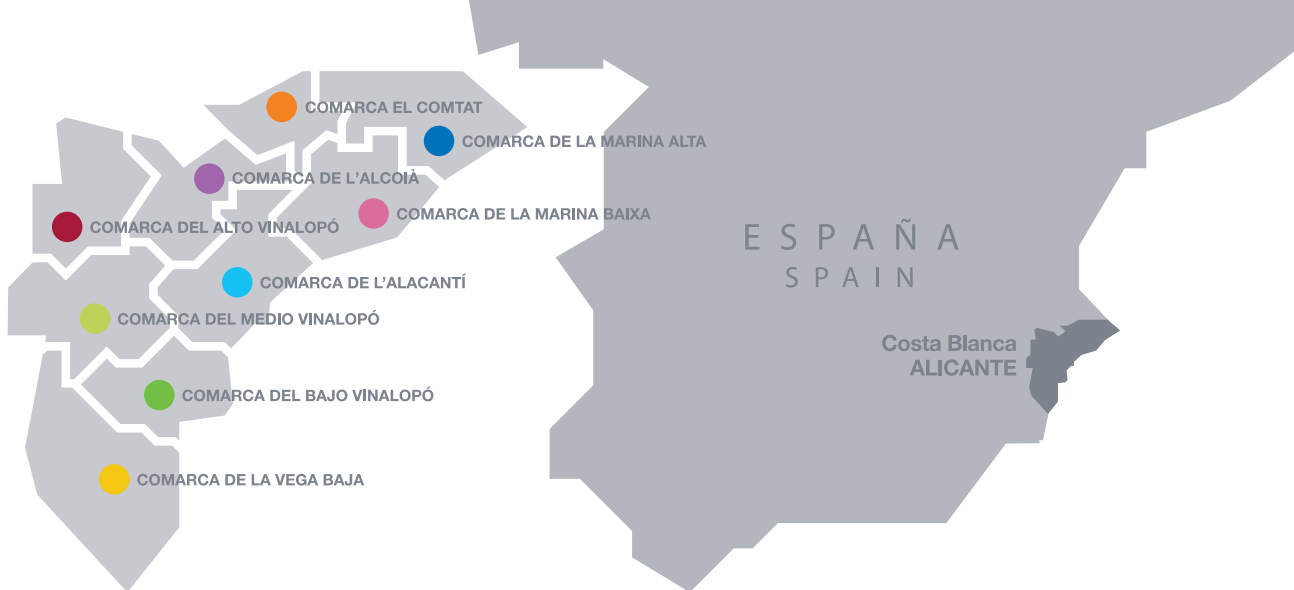 COMARCA EL COMTAT
COMARCA DE LA MARINA ALTA
COMARCA DE L’ALCOIÀ
COMARCA DE LA MARINA BAIXA
COMARCA DEL ALTO VINALOPÓ
COMARCA DE L’ALACANTÍ
COMARCA DEL MEDIO VINALOPÓ
COMARCA DEL BAJO VINALOPÓ
COMARCA DE LA VEGA BAJA
ESPAÑA
SPAIN
Costa Blanca
ALICANTE